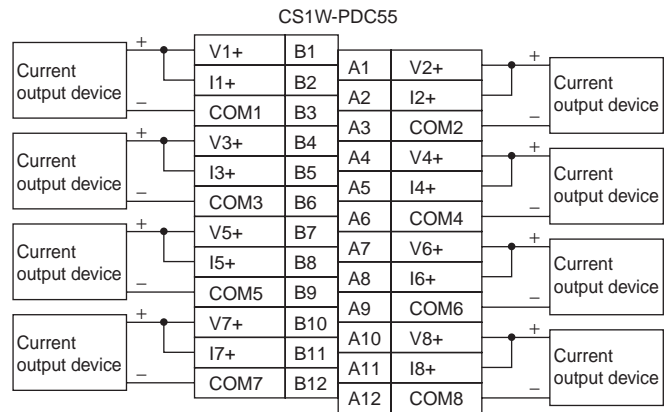 CS1W-PDC55
+
Current
output device
−
V1+ B1
I1+ B2
COM1 B3
+
Current
output device
−
V3+ B4
I3+ B5
COM3 B6
+
Current
output device
−
V5+ B7
I5+ B8
COM5 B9
+
Current
output device
−
V7+ B10
I7+ B11
COM7 B12
A1 V2+
A2 I2+
A3 COM2
+
Current
output device
−
A4 V4+
A5 I4+
A6 COM4
+
Current
output device
−
A7 V6+
A8 I6+
A9 COM6
+
Current
output device
−
A10 V8+
A11 I8+
A12 COM8
+
Current
output device
−